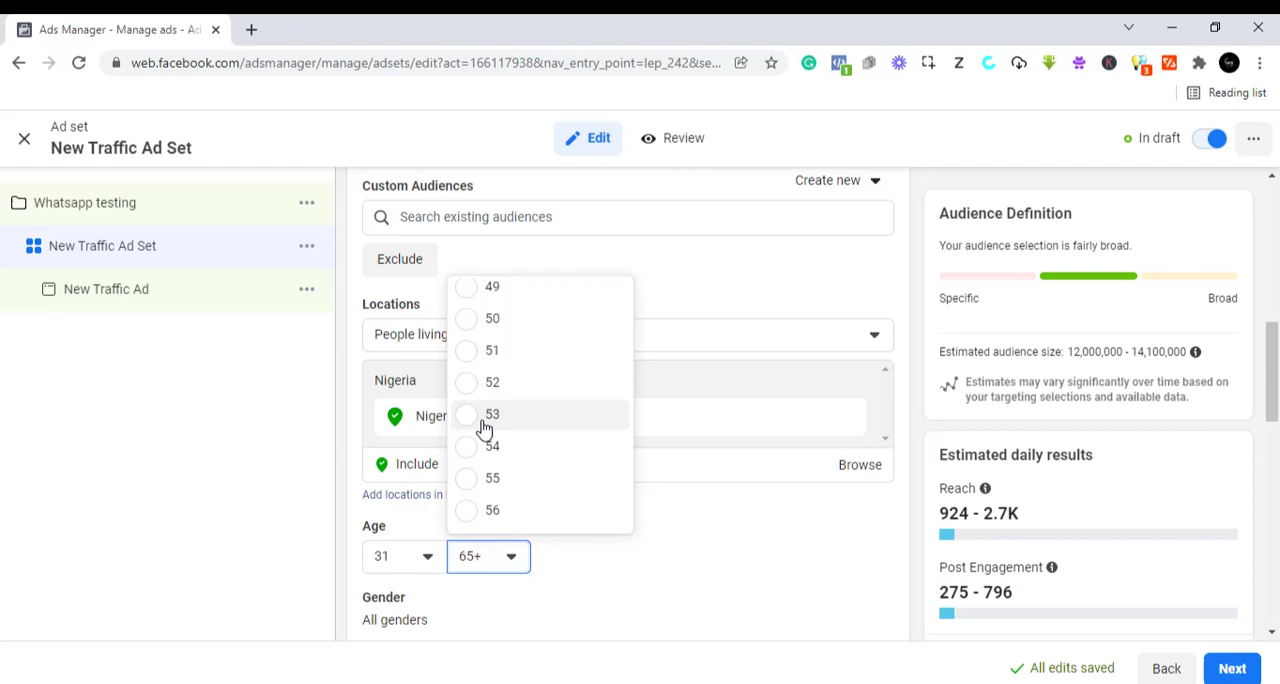 Ads Manager - Manage ads - Ad
web.facebook.com/adsmanager/manage/adsets/edit?act=166117938&nav_entry_point=lep_242&se...
1
Z
K
3
Reading list
Ad set
New Traffic Ad Set
Edit
Review
In draft
Whatsapp testing
New Traffic Ad Set
New Traffic Ad
Custom Audiences
Create new
Search existing audiences
Exclude
Locations
People living
Nigeria
Niger
Include
Browse
Add locations in
49
50
51
52
53
54
55
56
Age
31
65+
Gender
All genders
Audience Definition
Your audience selection is fairly broad.
Specific
Broad
Estimated audience size: 12,000,000 - 14,100,000
Estimates may vary significantly over time based on
your targeting selections and available data.
Estimated daily results
Reach
924 - 2.7K
Post Engagement
275 - 796
All edits saved
Back
Next